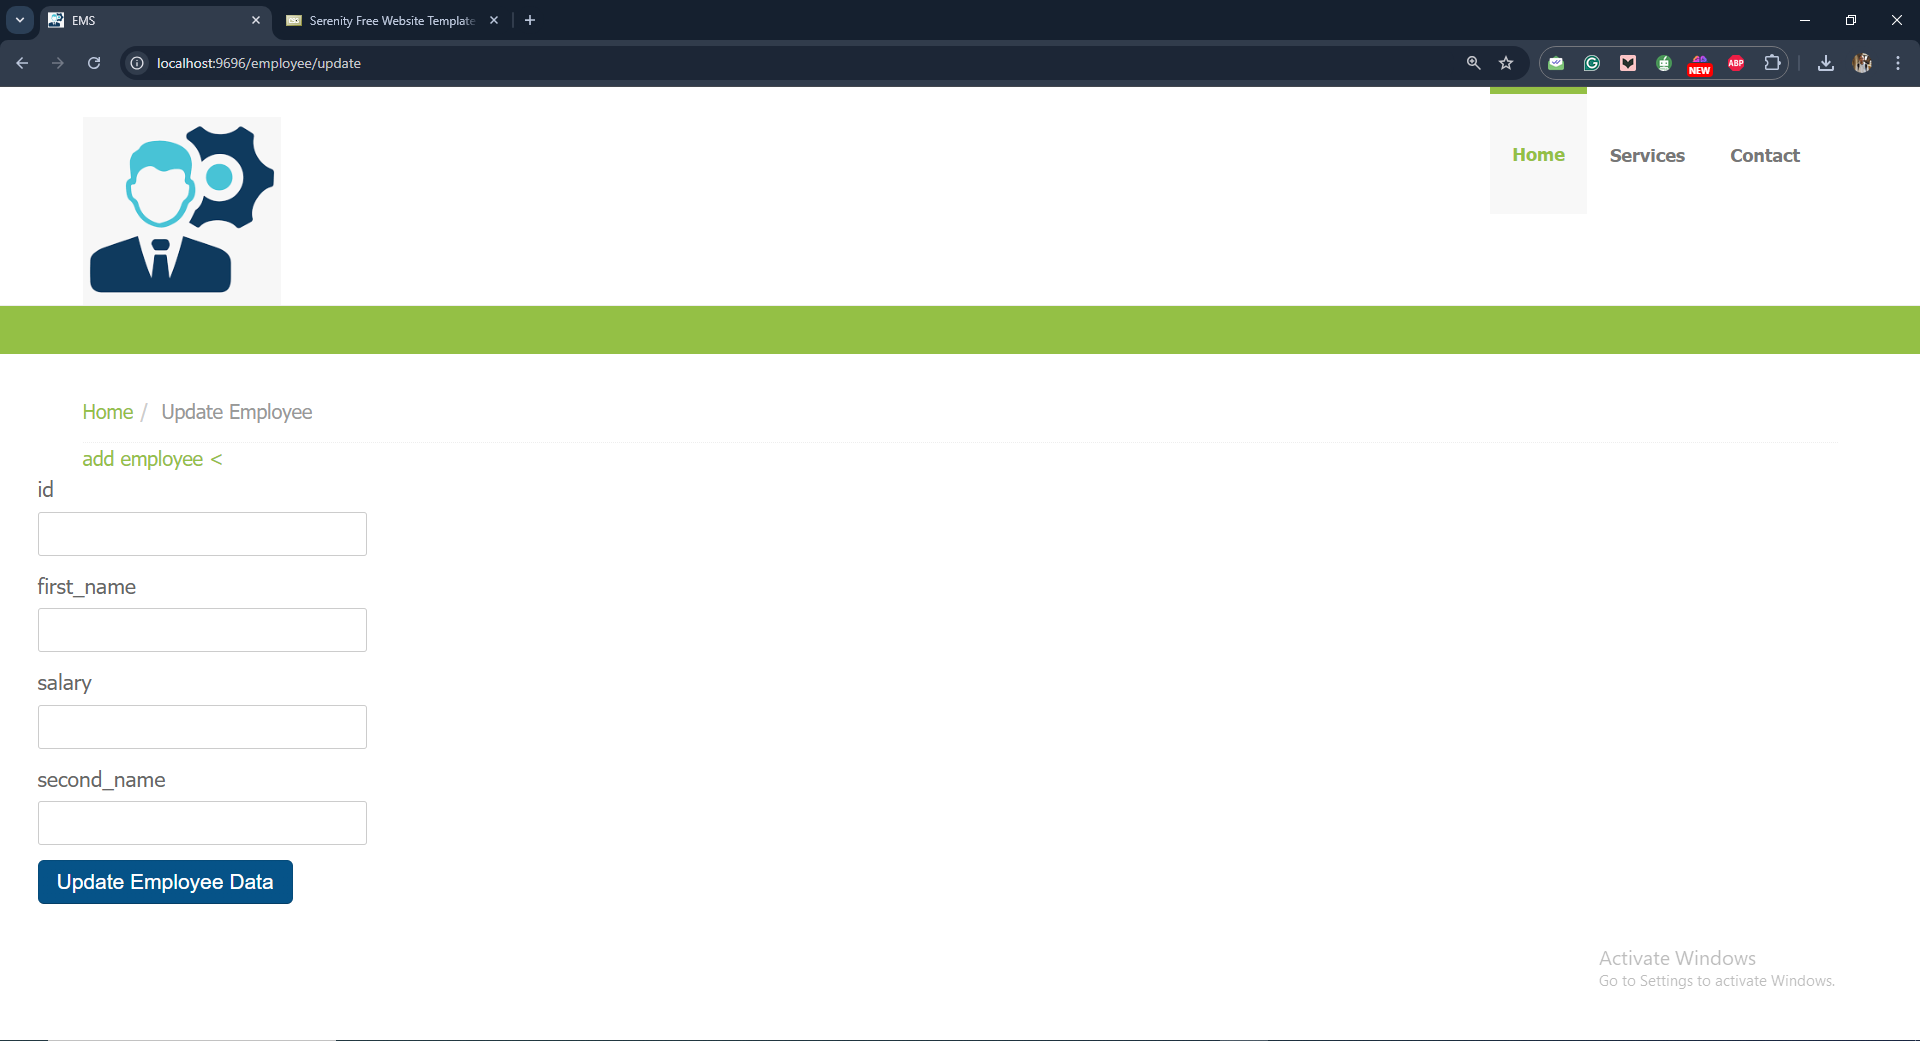 EMS
Serenity Free Website Template
localhost:9696/employee/update
NEW
ABP
Home
Services
Contact
Home / Update Employee
add employee <
id
first_name
salary
second_name
Update Employee Data
Activate Windows
Go to Settings to activate Windows.